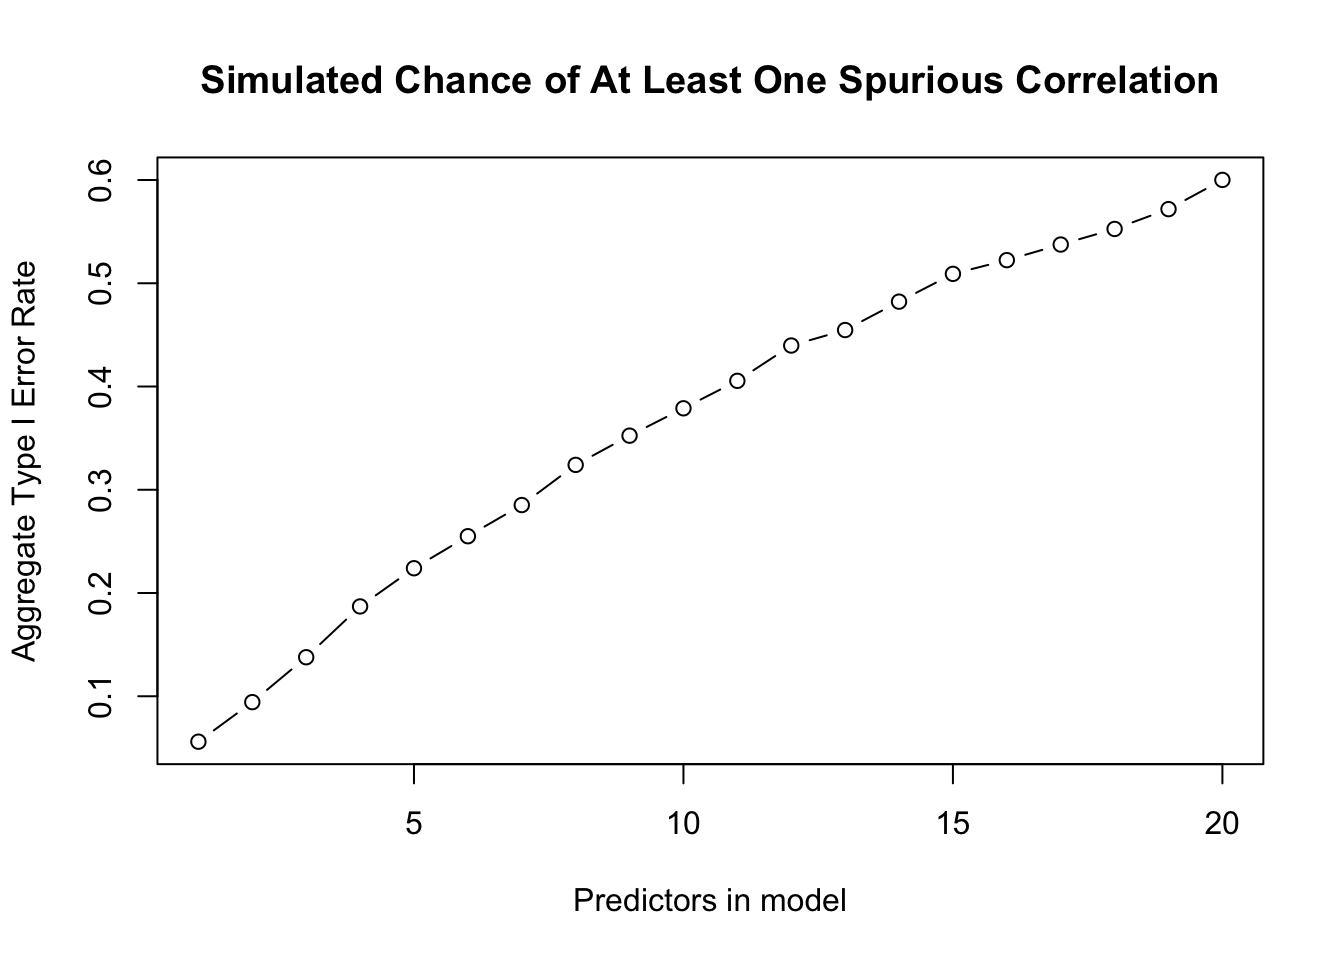 Simulated Chance of At Least One Spurious Correlation
Aggregate Type I Error Rate
0.6
0.5
0.4
0.3
0.2
0.1
5 10 15 20
Predictors in model